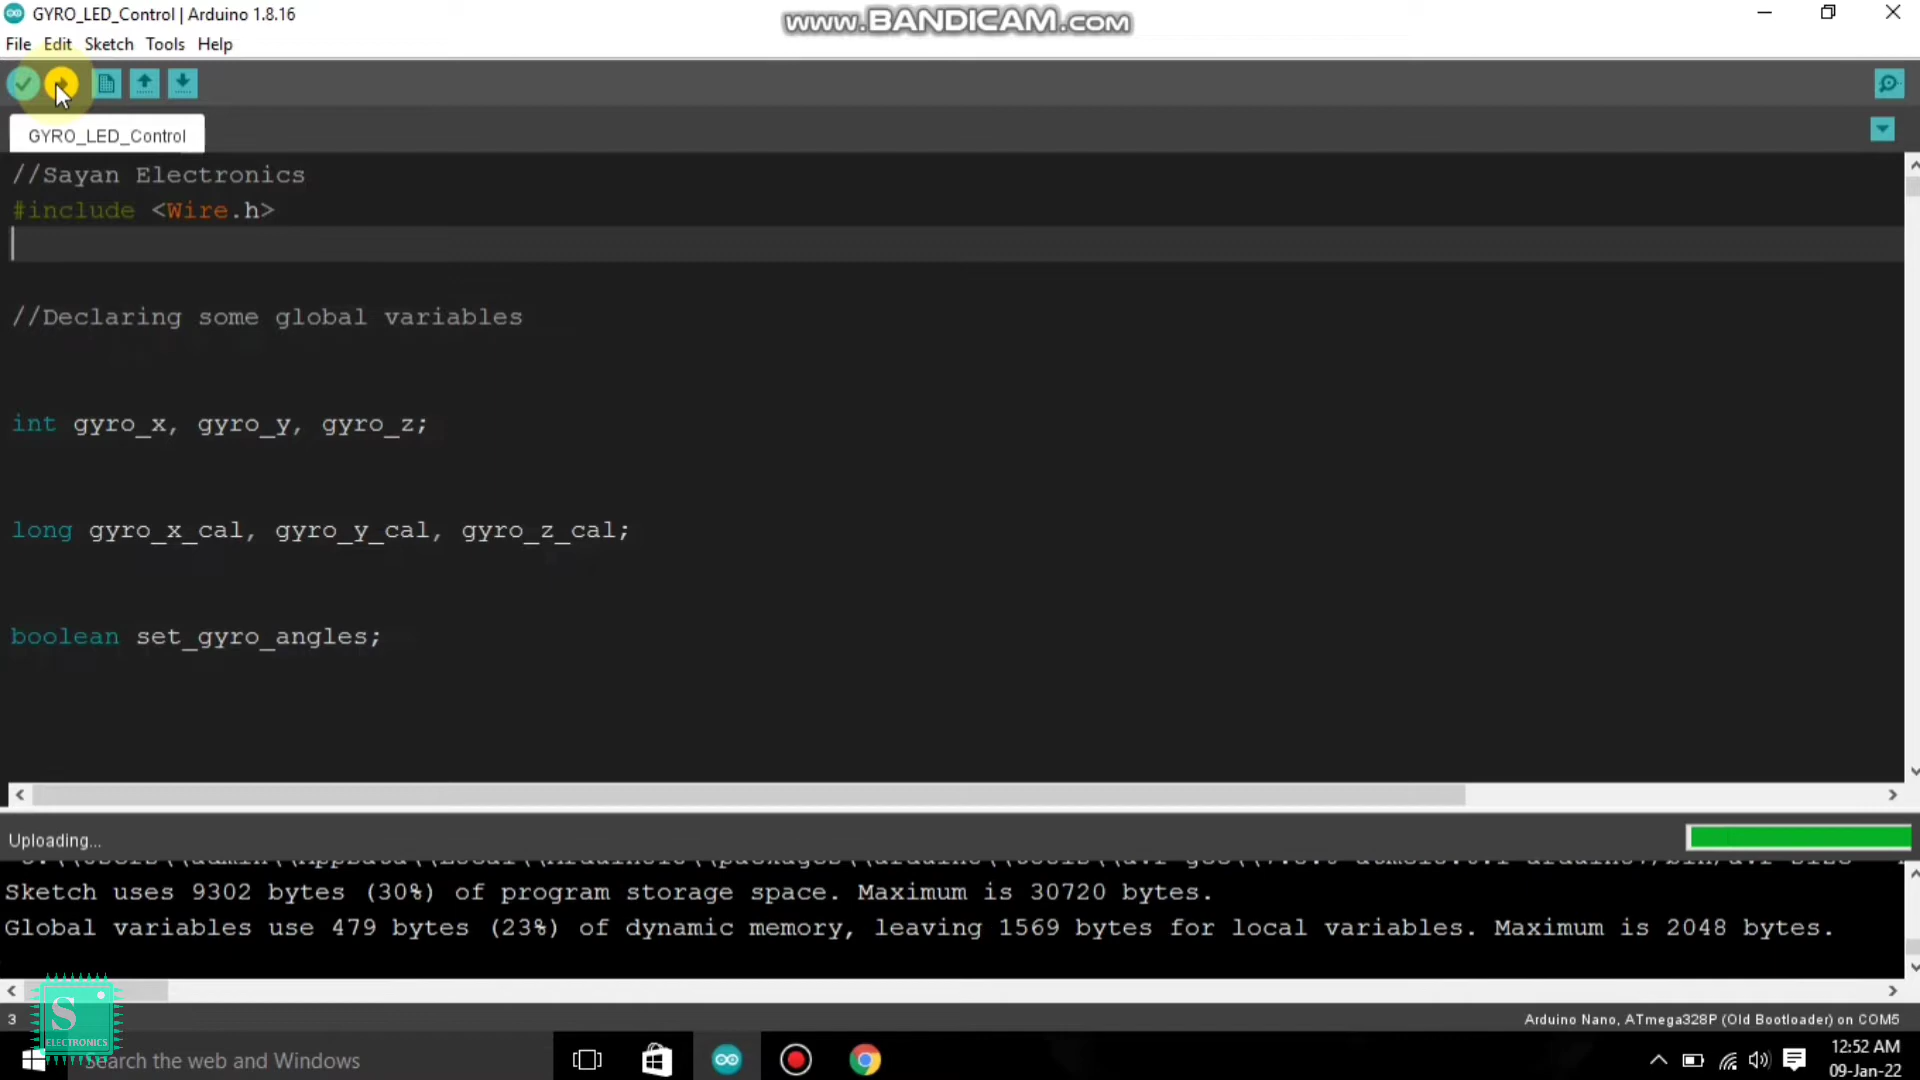 GYRO_LED_Control | Arduino 1.8.16
www.BANDICAM.com
File Edit Sketch Tools Help
GYRO_LED_Control
//Sayan Electronics
#include <Wire.h>
//Declaring some global variables
int gyro_x, gyro_y, gyro_z;
long gyro_x_cal, gyro_y_cal, gyro_z_cal;
boolean set_gyro_angles;
Uploading...
Sketch uses 9302 bytes (30%) of program storage space. Maximum is 30720 bytes.
Global variables use 479 bytes (23%) of dynamic memory, leaving 1569 bytes for local variables. Maximum is 2048 bytes.
3
Arduino Nano, ATmega328P (Old Bootloader) on COM5
S
ELECTRONICS
Search the web and Windows
12:52 AM
09-Jan-22